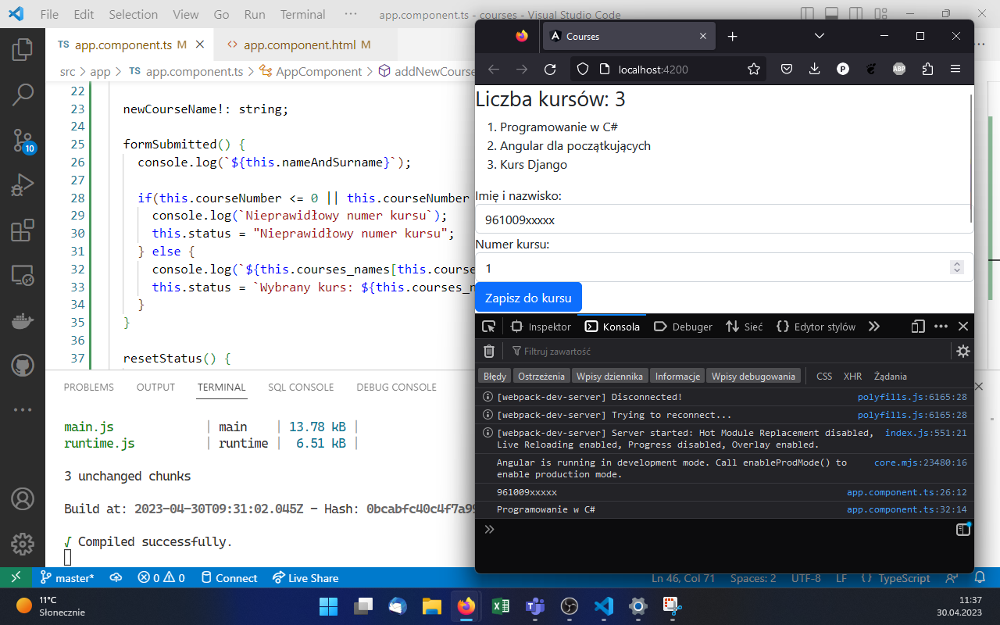 File Edit Selection View Go Run Terminal ··· app.component.ts - courses - Visual Studio Code
TS app.component.ts M
<> app.component.html M
src > app > TS app.component.ts > AppComponent > addNewCourse
22
23 newCourseName!: string;
24
25 formSubmitted() {
26 console.log(`${this.nameAndSurname}`);
27
28 if(this.courseNumber <= 0 || this.courseNumber
29 console.log(`Nieprawidłowy numer kursu`);
30 this.status = "Nieprawidłowy numer kursu";
31 } else {
32 console.log(`${this.courses_names[this.course
33 this.status = `Wybrany kurs: ${this.courses_n
34 }
35 }
36
37 resetStatus() {
PROBLEMS OUTPUT TERMINAL SQL CONSOLE DEBUG CONSOLE
main.js | main | 13.78 kB |
runtime.js | runtime | 6.51 kB |
3 unchanged chunks
Build at: 2023-04-30T09:31:02.045Z - Hash: 0bcabfc40c4f7a99
√ Compiled successfully.
10
master* 0 0 Connect Live Share Ln 46, Col 71 Spaces: 2 UTF-8 LF {} TypeScript
Courses
localhost:4200
P
ABP
Liczba kursów: 3
1. Programowanie w C#
2. Angular dla początkujących
3. Kurs Django
Imię i nazwisko:
961009xxxxx
Numer kursu:
1
Zapisz do kursu
Inspektor Konsola Debuger Sieć {} Edytor stylów
Filtruj zawartość
Błędy Ostrzeżenia Wpisy dziennika Informacje Wpisy debugowania CSS XHR Żądania
[webpack-dev-server] Disconnected! polyfills.js:6165:28
[webpack-dev-server] Trying to reconnect... polyfills.js:6165:28
[webpack-dev-server] Server started: Hot Module Replacement disabled, index.js:551:21
Live Reloading enabled, Progress disabled, Overlay enabled.
Angular is running in development mode. Call enableProdMode() to core.mjs:23480:16
enable production mode.
961009xxxxx app.component.ts:26:12
Programowanie w C# app.component.ts:32:14
11°C
Słonecznie
11:37
30.04.2023